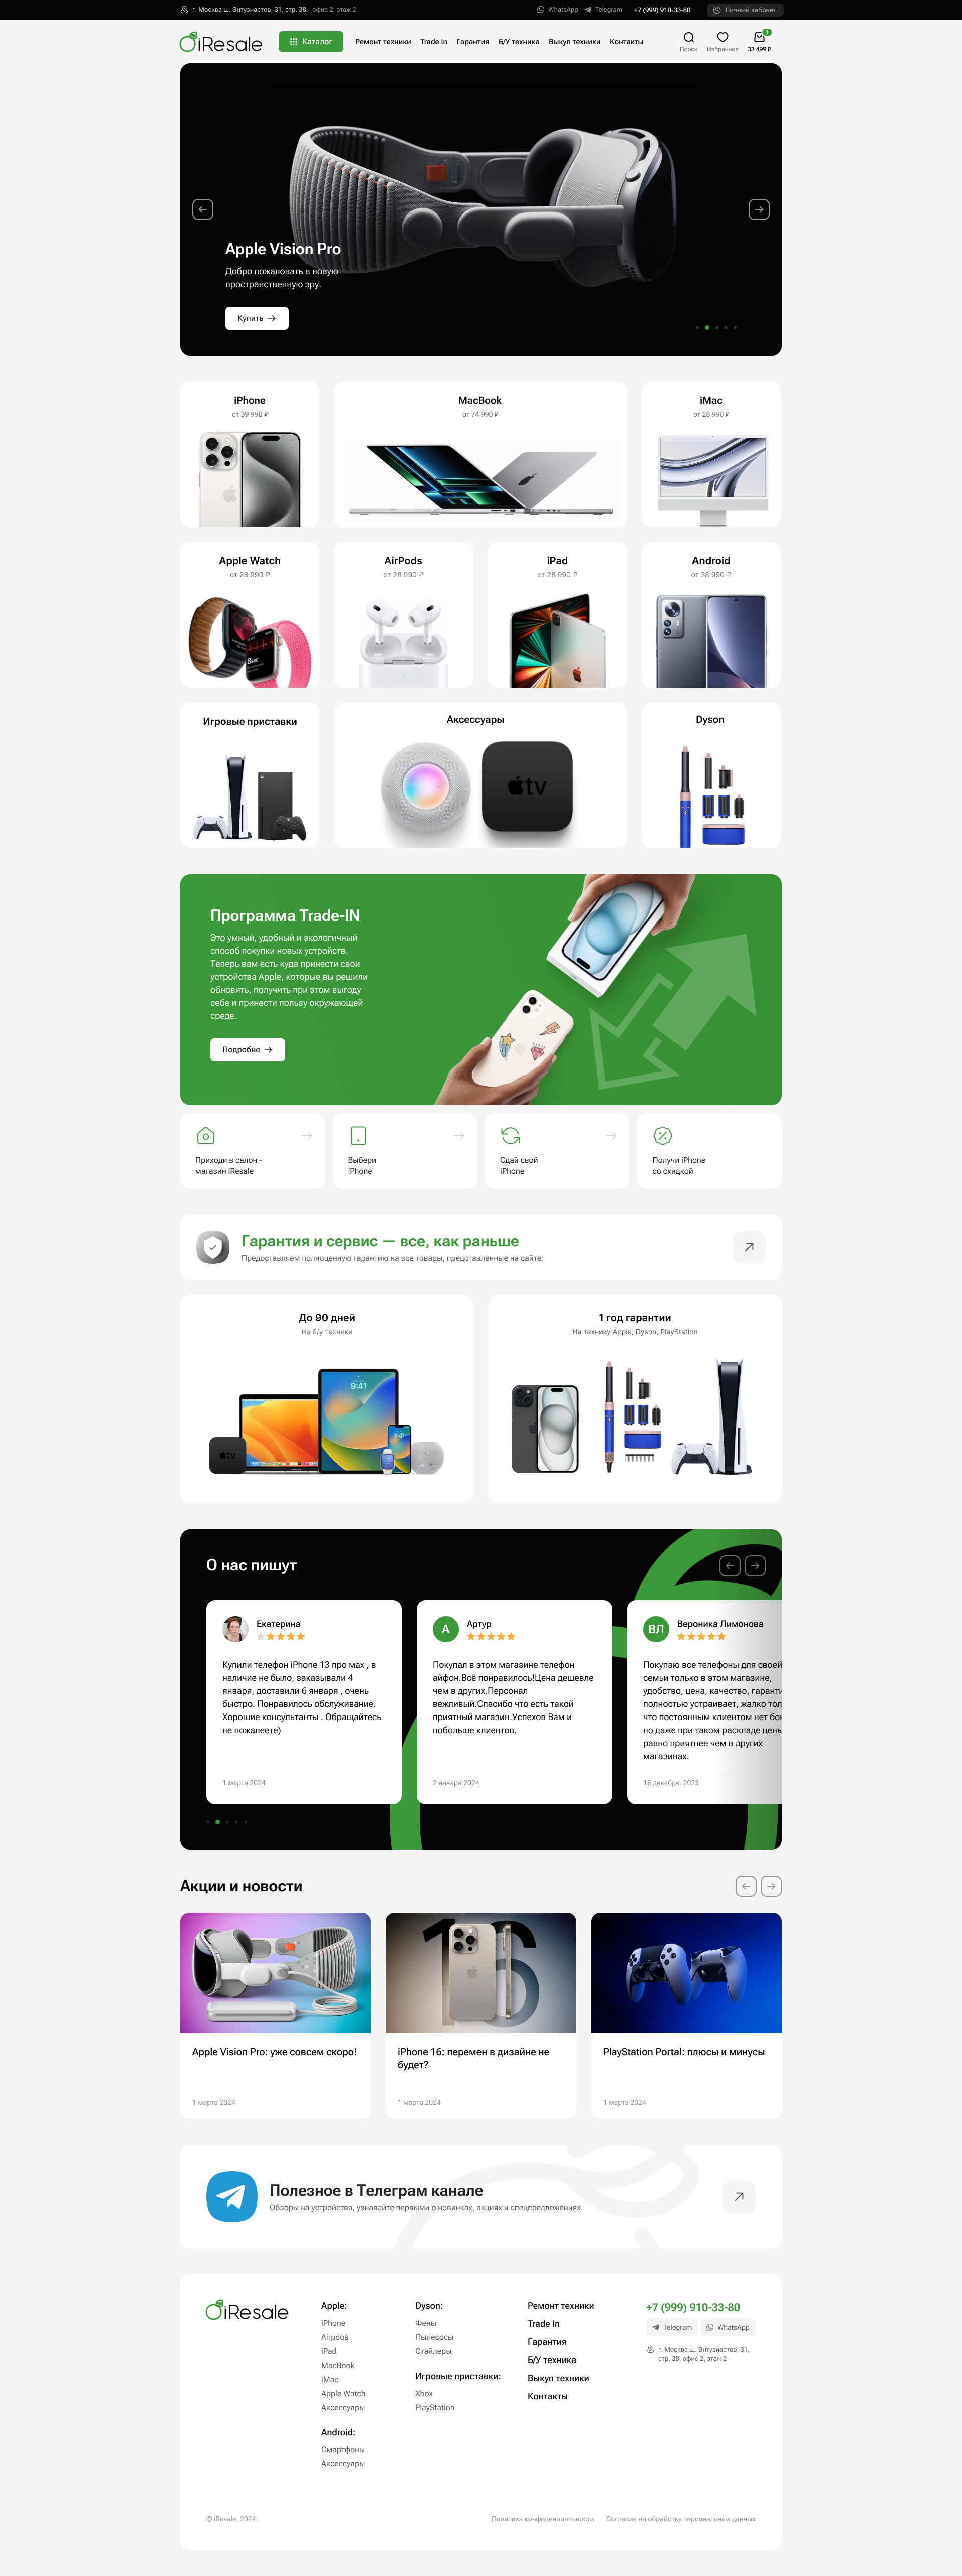 г. Москва ш. Энтузиастов, 31, стр. 38, офис 2, этаж 2
WhatsApp
Telegram
+7 (999) 910-33-80
Личный кабинет
iResale
Каталог
Ремонт техники
Trade In
Гарантия
Б/У техника
Выкуп техники
Контакты
Поиск
Избранное
1
33 499 ₽
Apple Vision Pro
Добро пожаловать в новую
пространственную эру.
Купить
iPhone
от 39 990 ₽
MacBook
от 74 990 ₽
iMac
от 28 990 ₽
Apple Watch
от 28 990 ₽
AirPods
от 28 990 ₽
iPad
от 28 990 ₽
Android
от 28 990 ₽
Игровые приставки
Аксессуары
tv
Dyson
Программа Trade-IN
Это умный, удобный и экологичный
способ покупки новых устройств.
Теперь вам есть куда принести свои
устройства Apple, которые вы решили
обновить, получить при этом выгоду
себе и принести пользу окружающей
среде.
Подробне
Приходи в салон -
магазин iResale
Выбери
iPhone
Сдай свой
iPhone
Получи iPhone
со скидкой
Гарантия и сервис — все, как раньше
Предоставляем полноценную гарантию на все товары, представленные на сайте:
До 90 дней
На б/у техники
9:41
tv
1 год гарантии
На технику Apple, Dyson, PlayStation
О нас пишут
Екатерина
Купили телефон iPhone 13 про мах , в
наличие не было, заказывали 4
января, доставили 6 января , очень
быстро. Понравилось обслуживание.
Хорошие консультанты . Обращайтесь
не пожалеете)
1 марта 2024
А
Артур
Покупал в этом магазине телефон
айфон.Всё понравилось!Цена дешевле
чем в других.Персонал
вежливый.Спасибо что есть такой
приятный магазин.Успехов Вам и
побольше клиентов.
2 января 2024
ВЛ
Вероника Лимонова
Покупаю все телефоны для своей
семьи только в этом магазине,
удобство, цена, качество, гаранти
полностью устраивает, жалко тол
что постоянным клиентом нет бо
но даже при таком раскладе цень
равно приятнее чем в других
магазинах.
18 декабря 2023
Акции и новости
Apple Vision Pro: уже совсем скоро!
1 марта 2024
16
iPhone 16: перемен в дизайне не
будет?
1 марта 2024
PlayStation Portal: плюсы и минусы
1 марта 2024
Полезное в Телеграм канале
Обзоры на устройства, узнавайте первыми о новинках, акциях и спецпредложениях
iResale
Apple:
iPhone
Airpdos
iPad
MacBook
iMac
Apple Watch
Аксессуары
Android:
Смартфоны
Аксессуары
Dyson:
Фены
Пылесосы
Стайлеры
Игровые приставки:
Xbox
PlayStation
Ремонт техники
Trade In
Гарантия
Б/У техника
Выкуп техники
Контакты
+7 (999) 910-33-80
Telegram
WhatsApp
г. Москва ш. Энтузиастов, 31,
стр. 38, офис 2, этаж 2
© iResale, 2024.
Политика конфиденциальности
Согласие на обработку персональных данных